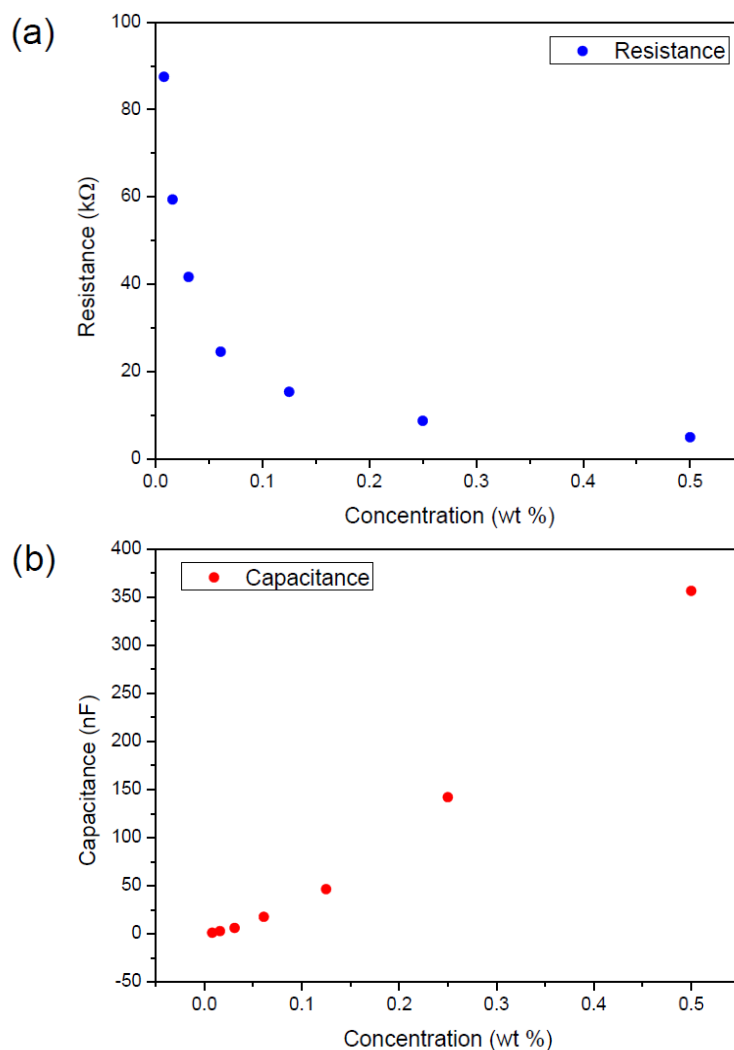 (a)
Resistance
100
80
60
40
20
0
Resistance (kΩ)
0.0 0.1 0.2 0.3 0.4 0.5
Concentration (wt %)
(b)
Capacitance
400
350
300
250
200
150
100
50
0
-50
Capacitance (nF)
0.0 0.1 0.2 0.3 0.4 0.5
Concentration (wt %)